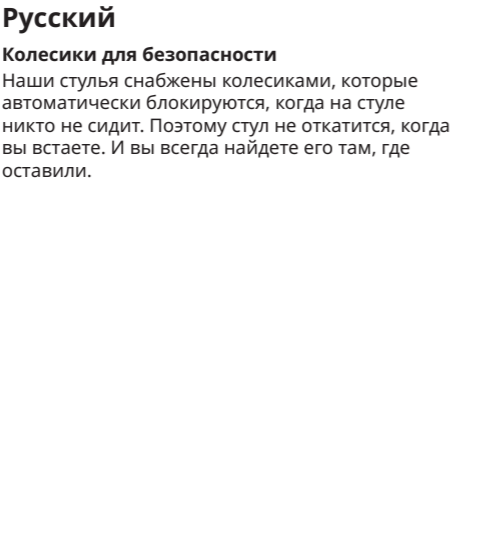 Русский
Колесики для безопасности
Наши стулья снабжены колесиками, которые
автоматически блокируются, когда на стуле
никто не сидит. Поэтому стул не откатится, когда
вы встаете. И вы всегда найдете его там, где
оставили.